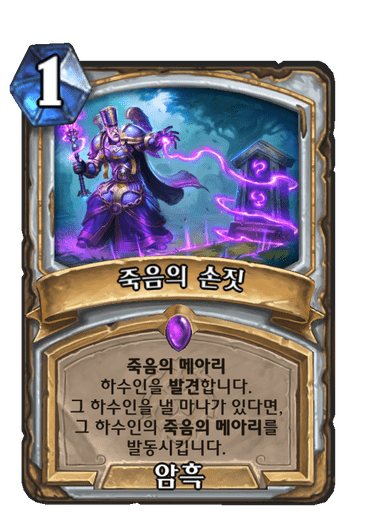 1
죽음의 손짓
죽음의 메아리
하수인을 발견합니다.
그 하수인을 낼 마나가 있다면,
그 하수인의 죽음의 메아리를
발동시킵니다.
암흑